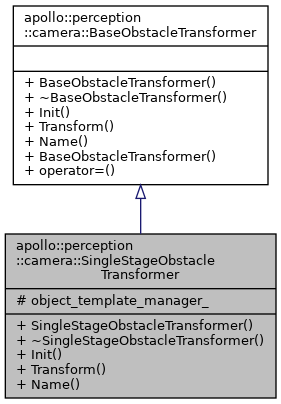 apollo::perception
::camera::BaseObstacleTransformer
+ BaseObstacleTransformer()
+ ~BaseObstacleTransformer()
+ Init()
+ Transform()
+ Name()
+ BaseObstacleTransformer()
+ operator=()
apollo::perception
::camera::SingleStageObstacle
Transformer
# object_template_manager_
+ SingleStageObstacleTransformer()
+ ~SingleStageObstacleTransformer()
+ Init()
+ Transform()
+ Name()